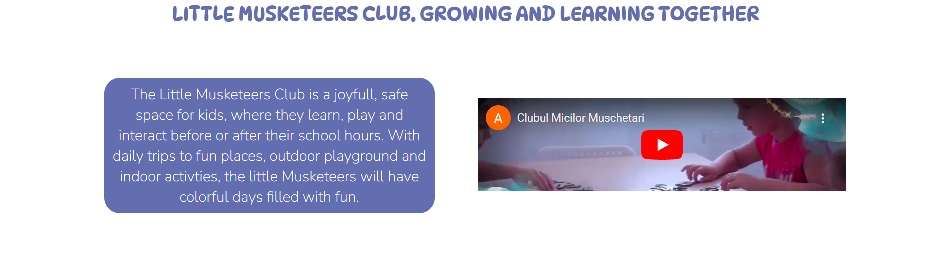 LITTLE MUSKETEERS CLUB, GROWING AND LEARNING TOGETHER
The Little Musketeers Club is a joyfull, safe
space for kids, where they learn, play and
interact before or after their school hours. With
daily trips to fun places, outdoor playground and
indoor activties, the little Musketeers will have
colorful days filled with fun.
A Clubul Micilor Muschetari